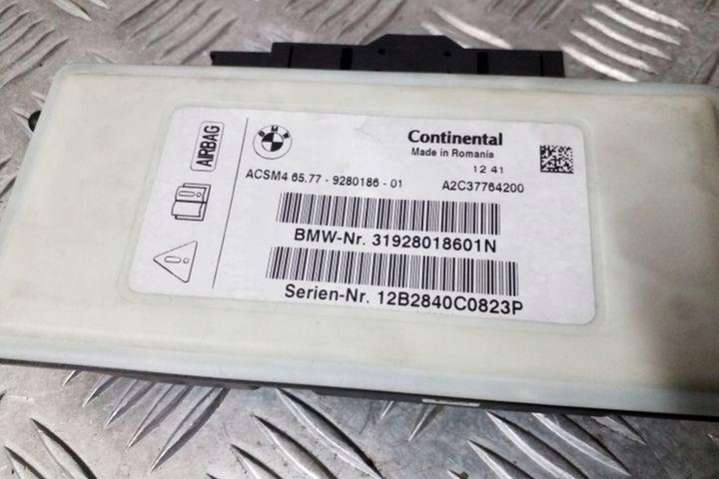 AIRBAG
BMW
Continental
Made in Romania
12 41
ACSM4 65.77 - 9280186 - 01
A2C37764200
BMW-Nr. 31928018601N
Serien-Nr. 12B2840C0823P